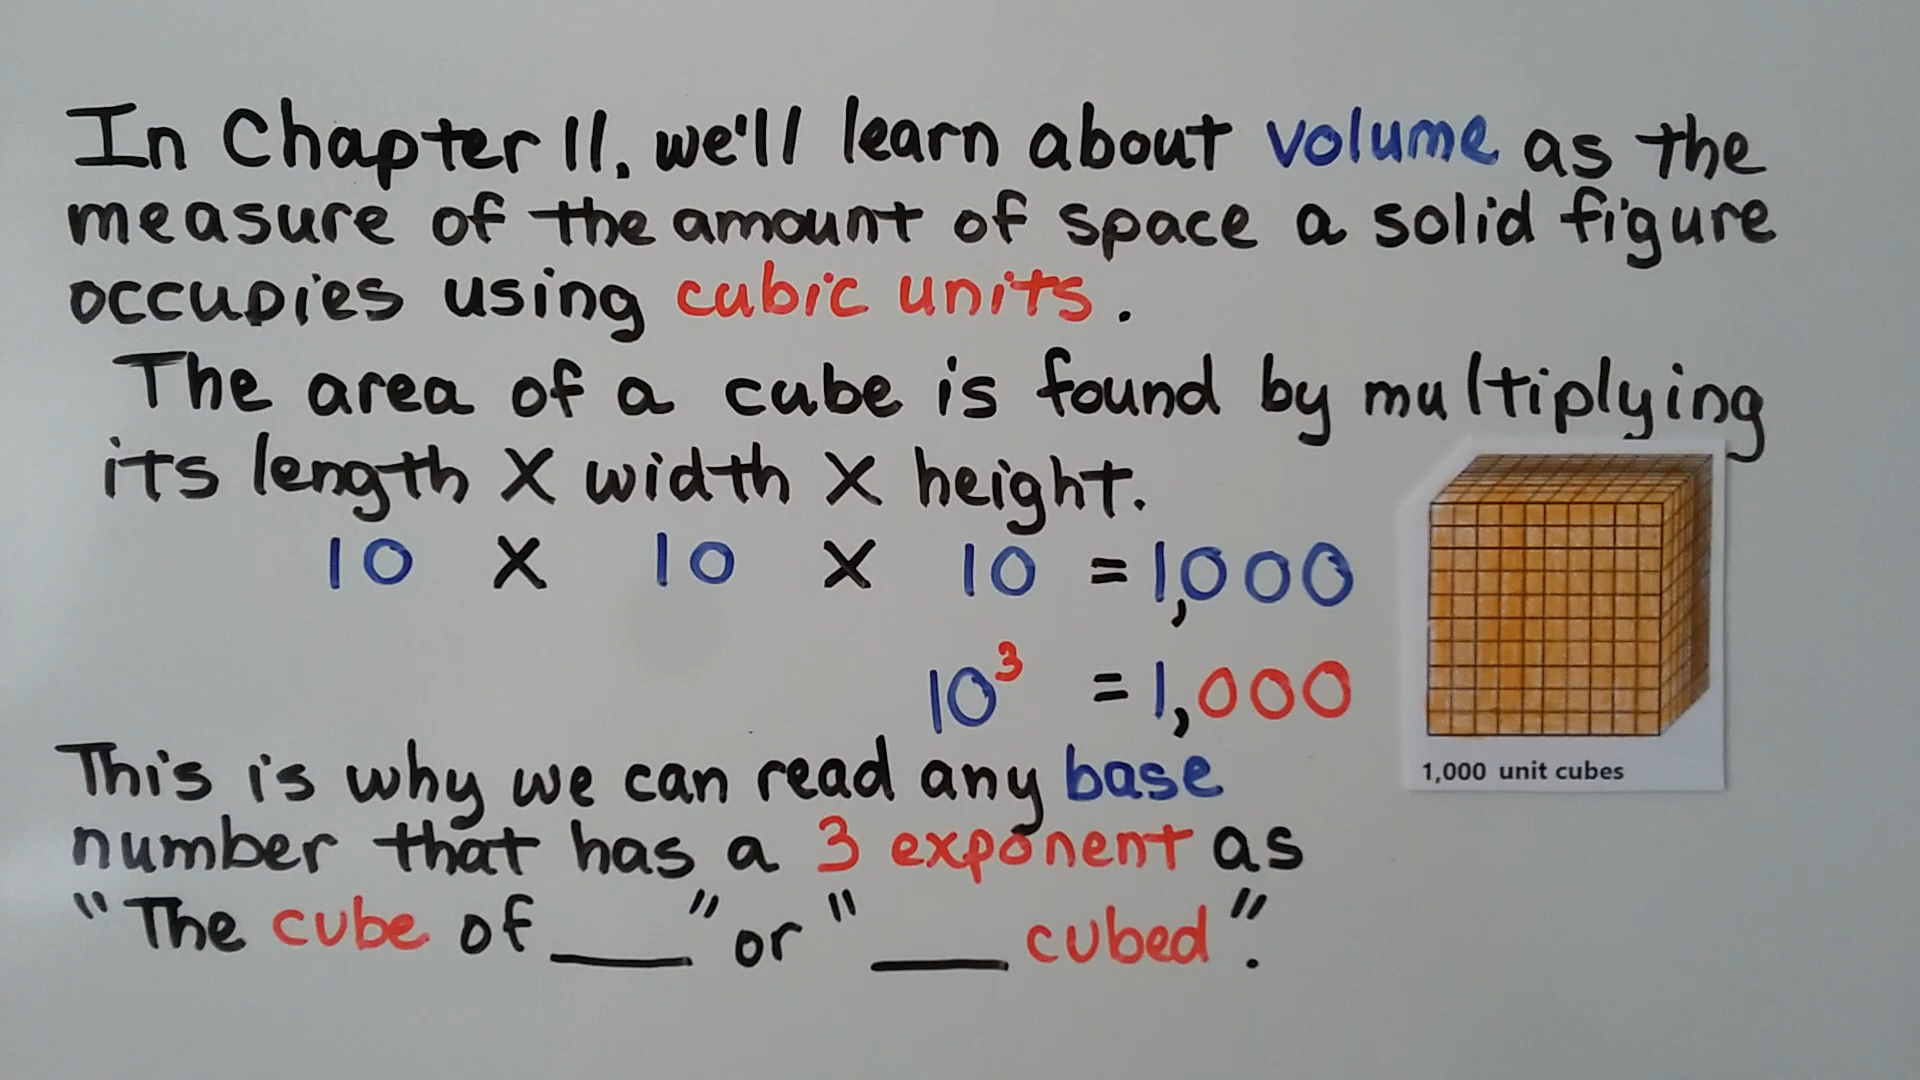 In Chapter 11, we'll learn about volume as the
measure of the amount of space a solid figure
occupies using cubic units.
The area of a cube is found by multiplying
its length X width X height.
10 X 10 X 10 = 1,000
10³ = 1,000
1,000 unit cubes
This is why we can read any base
number that has a 3 exponent as
"The cube of ___" or "___ cubed".